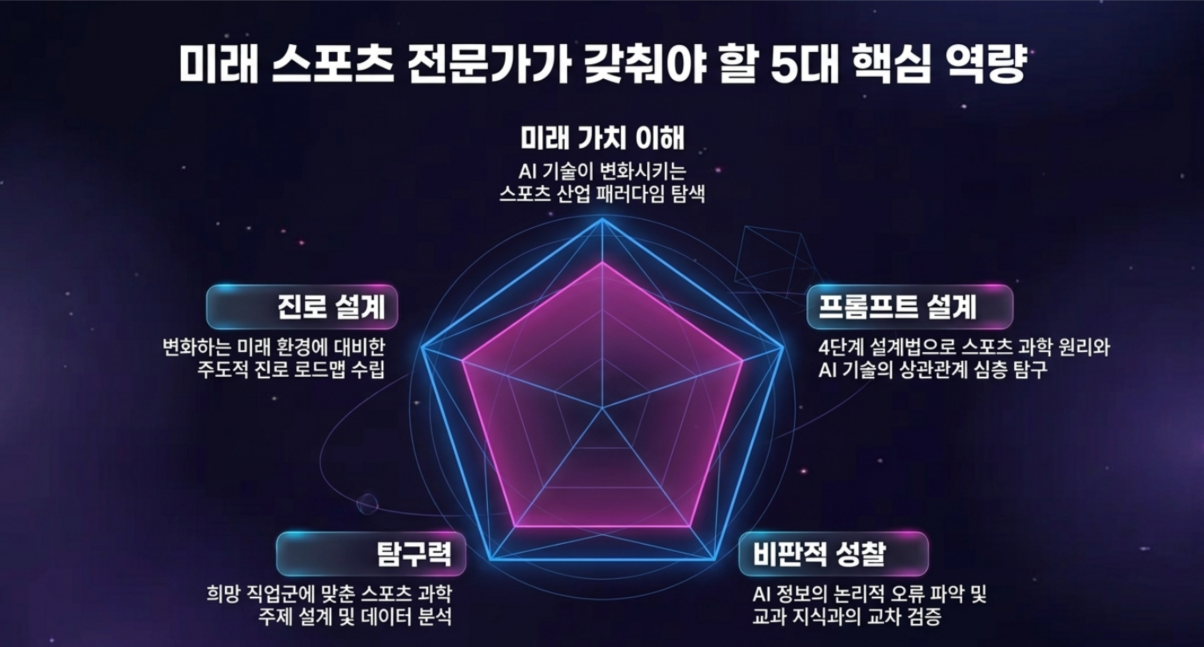 미래 스포츠 전문가가 갖춰야 할 5대 핵심 역량
미래 가치 이해
AI 기술이 변화시키는
스포츠 산업 패러다임 탐색
진로 설계
변화하는 미래 환경에 대비한
주도적 진로 로드맵 수립
프롬프트 설계
4단계 설계법으로 스포츠 과학 원리와
AI 기술의 상관관계 심층 탐구
탐구력
희망 직업군에 맞춘 스포츠 과학
주제 설계 및 데이터 분석
비판적 성찰
AI 정보의 논리적 오류 파악 및
교과 지식과의 교차 검증